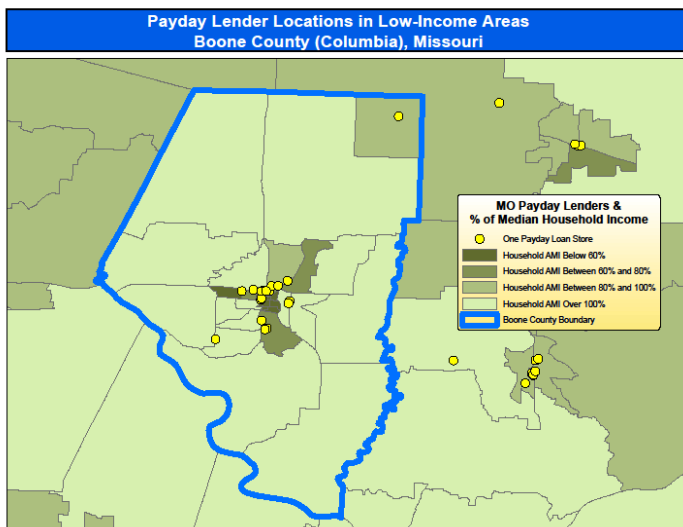 Payday Lender Locations in Low-Income Areas
Boone County (Columbia), Missouri
MO Payday Lenders &
% of Median Household Income
One Payday Loan Store
Household AMI Below 60%
Household AMI Between 60% and 80%
Household AMI Between 80% and 100%
Household AMI Over 100%
Boone County Boundary